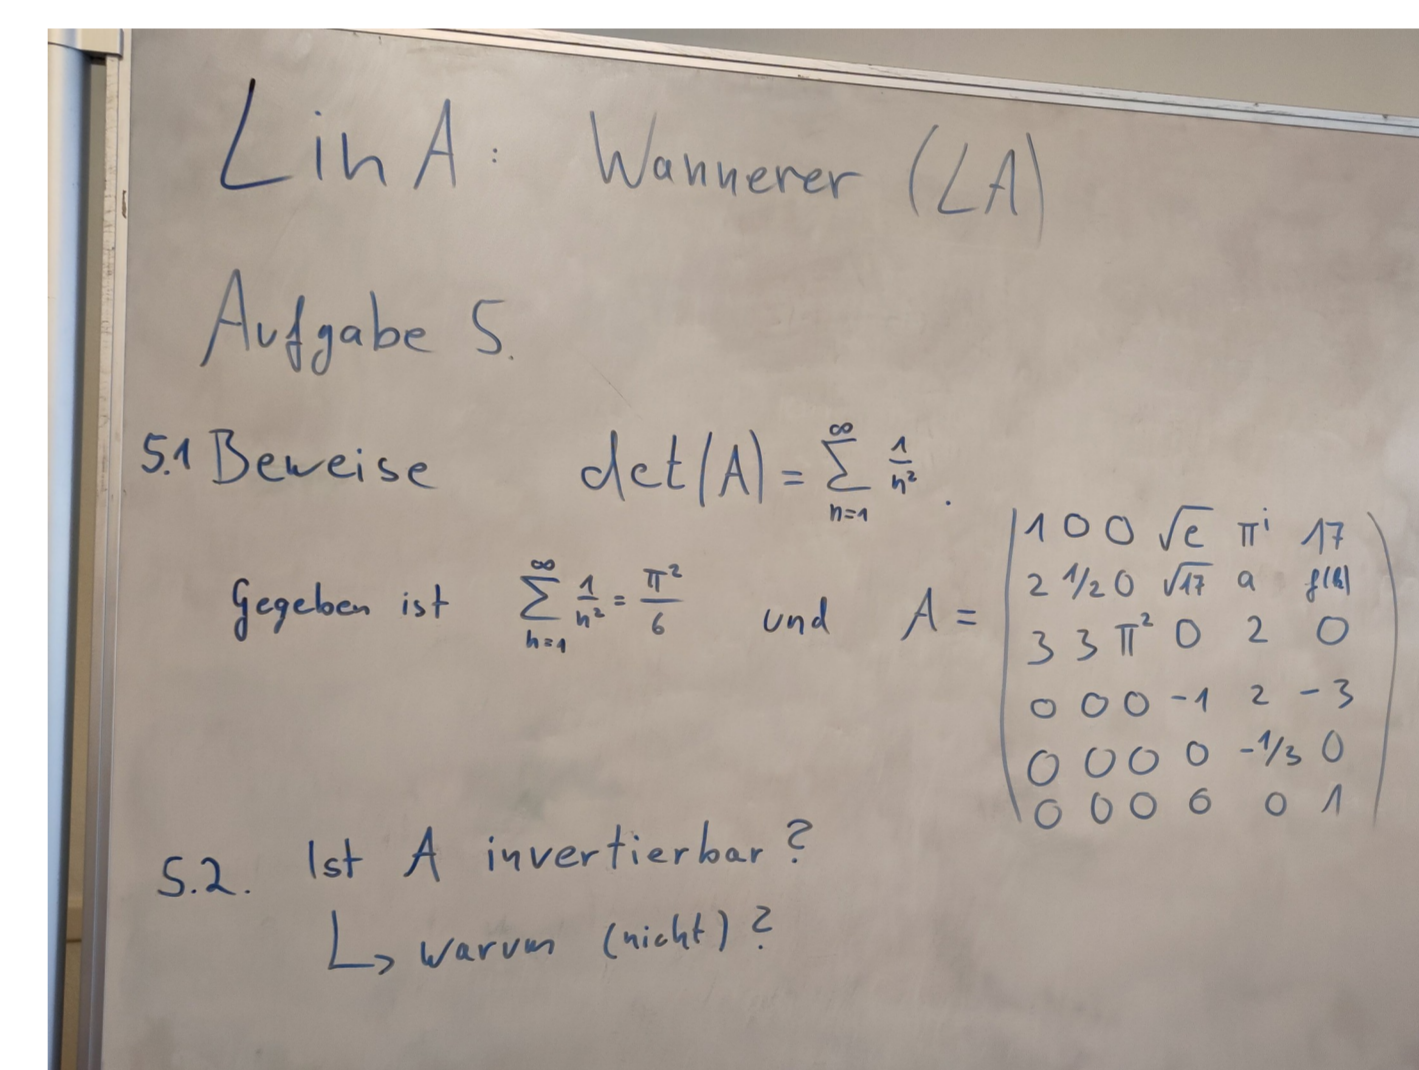 LinA: Wannerer (LA)
Aufgabe 5.
5.1 Beweise det(A) = ∑_{n=1}^{∞} 1/n² .
Gegeben ist ∑_{n=1}^{∞} 1/n² = π²/6 und A =
1 0 0 √e πⁱ 17
2 1/2 0 √17 a f(h)
3 3 π² 0 2 0
0 0 0 -1 2 -3
0 0 0 0 -1/3 0
0 0 0 0 0 1
5.2. Ist A invertierbar?
↳ warum (nicht)?